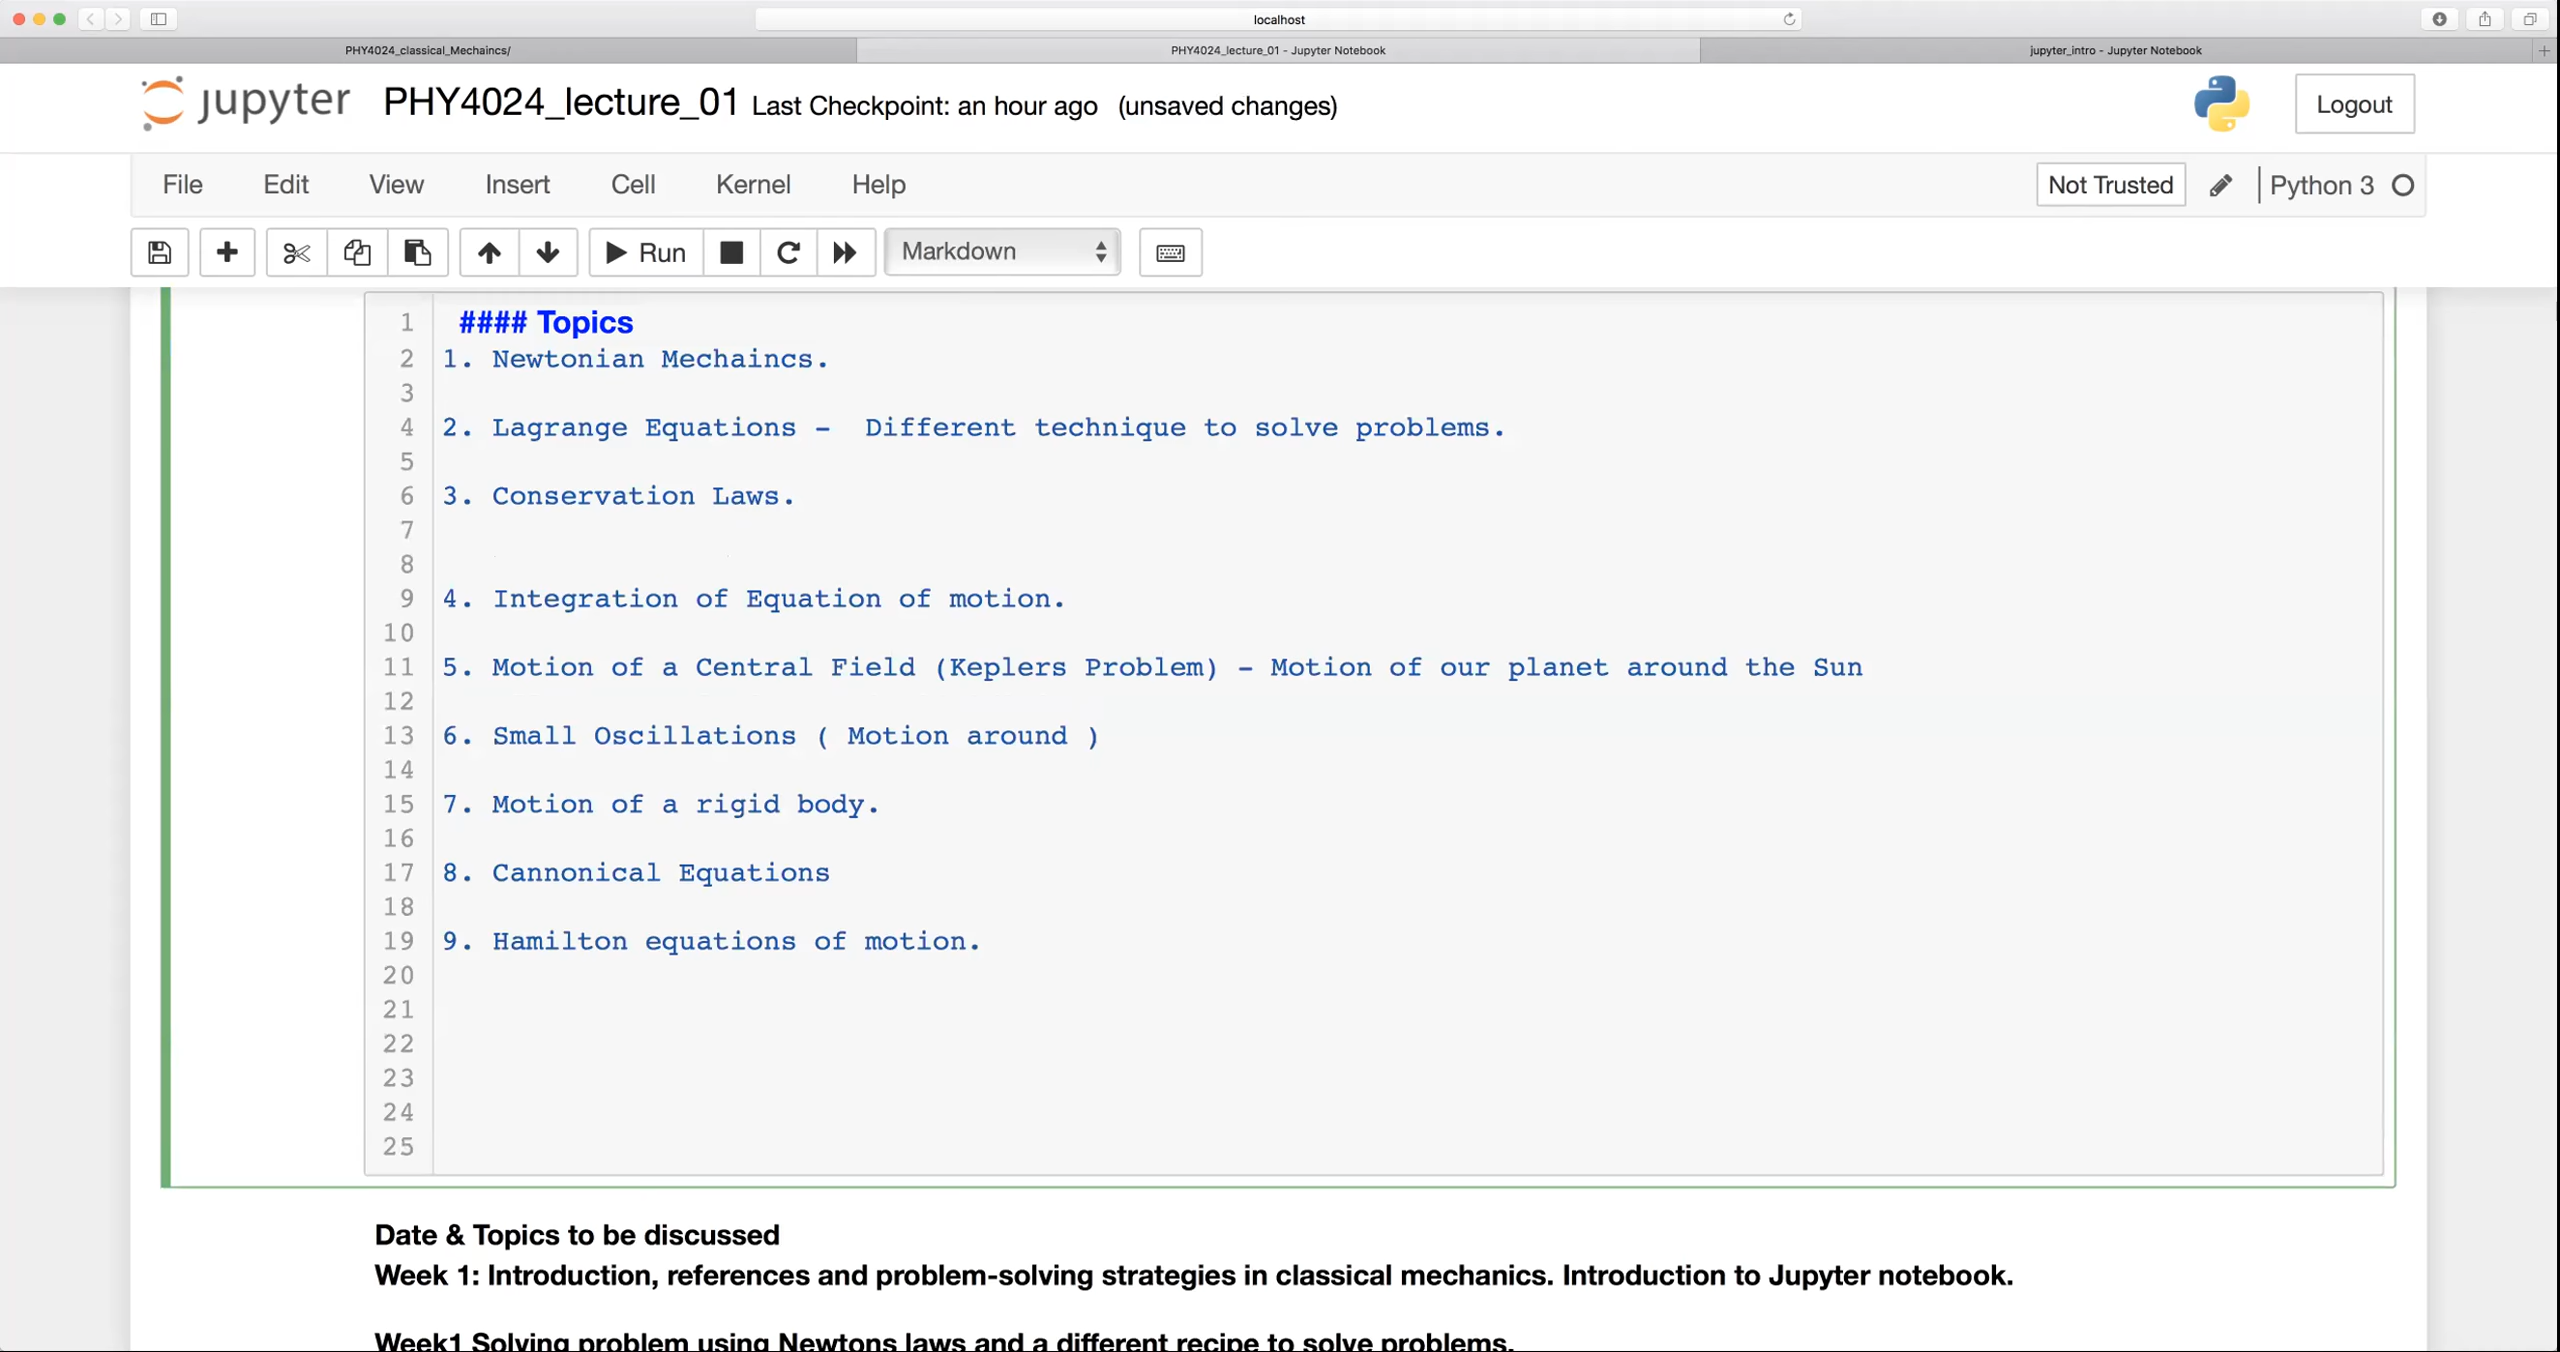 localhost
PHY4024_classical_Mechaincs/
PHY4024_lecture_01 - Jupyter Notebook
jupyter_intro - Jupyter Notebook
jupyter PHY4024_lecture_01 Last Checkpoint: an hour ago (unsaved changes)
Logout
File Edit View Insert Cell Kernel Help
Not Trusted
Python 3
Run
Markdown
1 #### Topics
2 1. Newtonian Mechaincs.
3
4 2. Lagrange Equations - Different technique to solve problems.
5
6 3. Conservation Laws.
7
8
9 4. Integration of Equation of motion.
10
11 5. Motion of a Central Field (Keplers Problem) - Motion of our planet around the Sun
12
13 6. Small Oscillations ( Motion around )
14
15 7. Motion of a rigid body.
16
17 8. Cannonical Equations
18
19 9. Hamilton equations of motion.
20
21
22
23
24
25
Date & Topics to be discussed
Week 1: Introduction, references and problem-solving strategies in classical mechanics. Introduction to Jupyter notebook.
Week1 Solving problem using Newtons laws and a different recipe to solve problems.